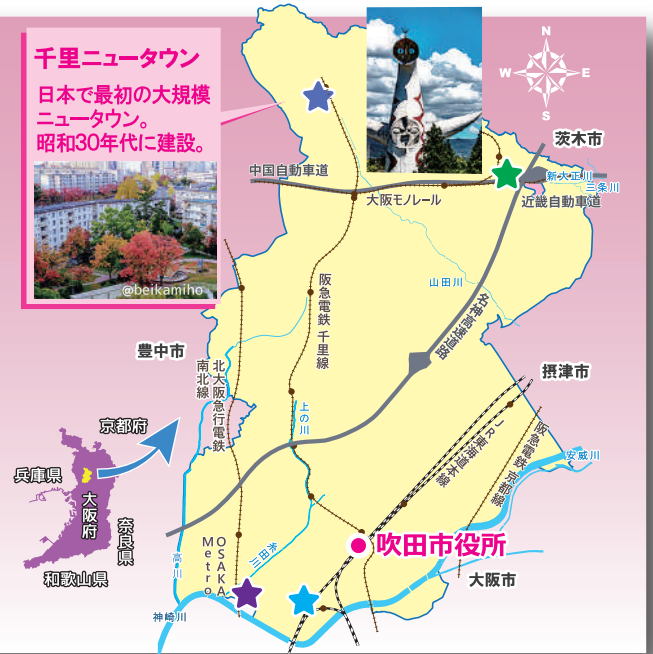 千里ニュータウン
日本で最初の大規模
ニュータウン。
昭和30年代に建設。
@beikamiho
N
W
E
S
茨木市
中国自動車道
大阪モノレール
新大正川
三条川
近畿自動車道
山田川
名神高速道路
阪急電鉄 千里線
豊中市
北大阪急行電鉄
南北線
上の川
摂津市
JR東海道本線
阪急電鉄 京都線
安威川
京都府
兵庫県
大阪府
奈良県
和歌山県
吹田市役所
高川
OSAKA
Metro
糸田川
大阪市
神崎川